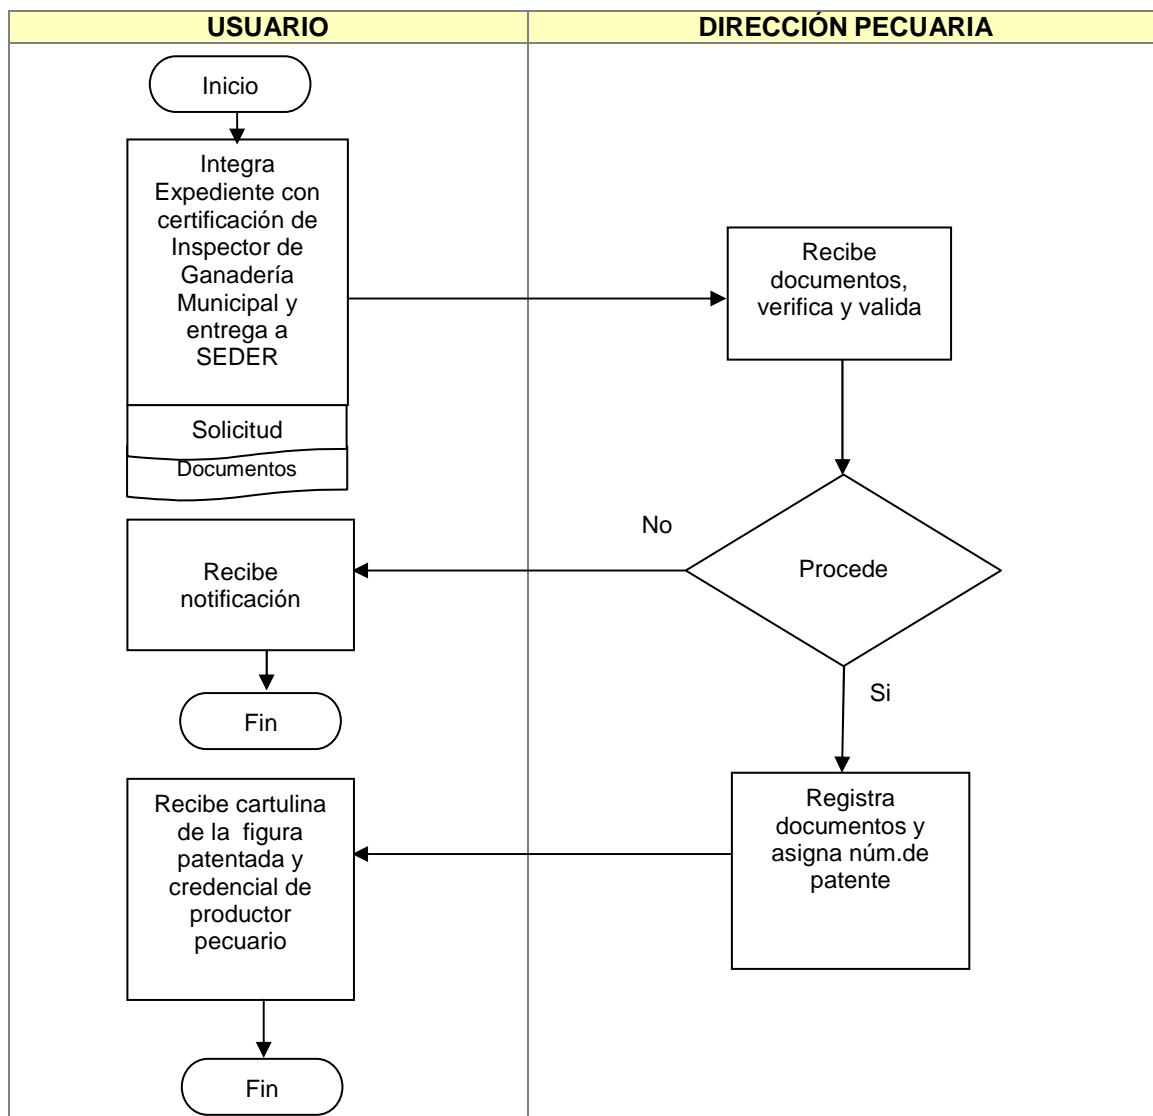 USUARIO
DIRECCIÓN PECUARIA
Inicio
Integra
Expediente con
certificación de
Inspector de
Ganadería
Municipal y
entrega a
SEDER
Solicitud
Documentos
Recibe
documentos,
verifica y valida
No
Procede
Recibe
notificación
Si
Fin
Registra
documentos y
asigna núm.de
patente
Recibe cartulina
de la  figura
patentada y
credencial de
productor
pecuario
Fin